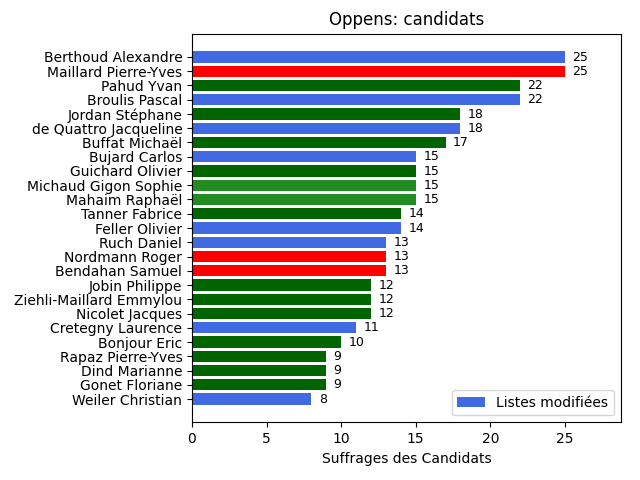 Oppens: candidats
Berthoud Alexandre 25
Maillard Pierre-Yves 25
Pahud Yvan 22
Broulis Pascal 22
Jordan Stéphane 18
de Quattro Jacqueline 18
Buffat Michaël 17
Bujard Carlos 15
Guichard Olivier 15
Michaud Gigon Sophie 15
Mahaim Raphaël 15
Tanner Fabrice 14
Feller Olivier 14
Ruch Daniel 13
Nordmann Roger 13
Bendahan Samuel 13
Jobin Philippe 12
Ziehli-Maillard Emmylou 12
Nicolet Jacques 12
Cretegny Laurence 11
Bonjour Eric 10
Rapaz Pierre-Yves 9
Dind Marianne 9
Gonet Floriane 9
Weiler Christian 8
Listes modifiées
0 5 10 15 20 25
Suffrages des Candidats